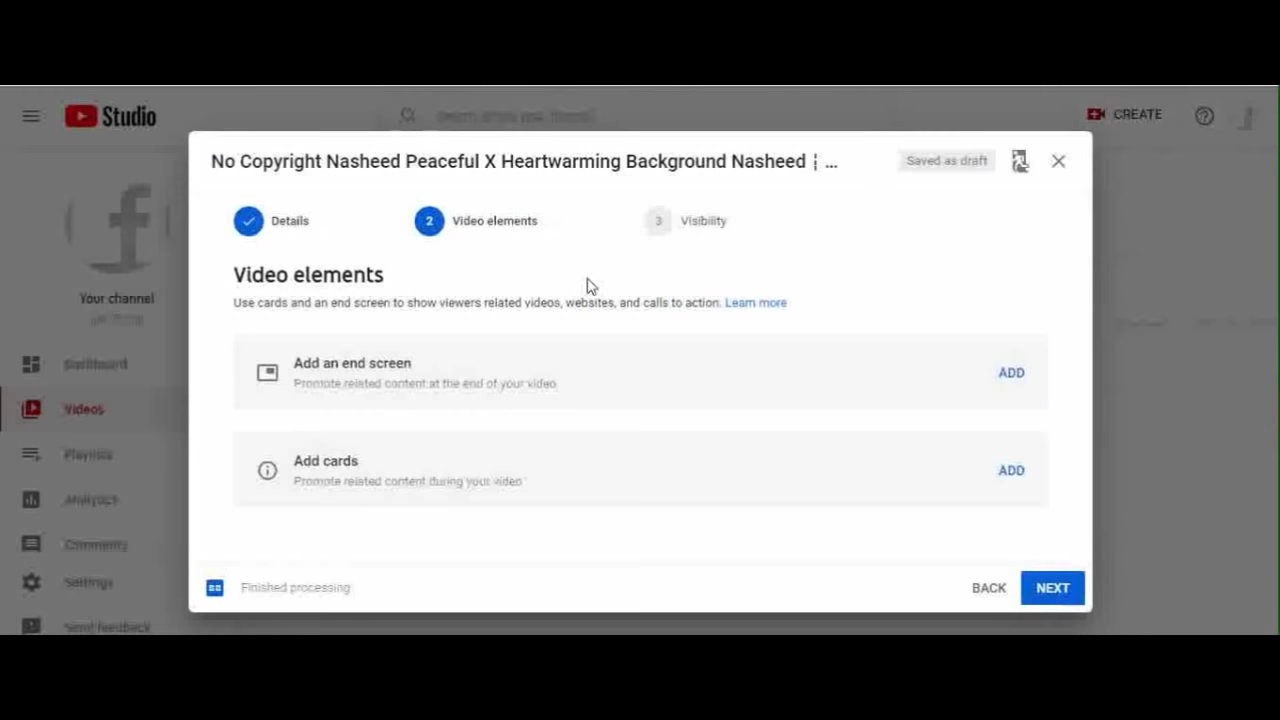 Studio
CREATE
No Copyright Nasheed Peaceful X Heartwarming Background Nasheed ¦ ...
Saved as draft
Details
2
Video elements
3
Visibility
Video elements
Use cards and an end screen to show viewers related videos, websites, and calls to action. Learn more
Add an end screen
Promote related content at the end of your video
ADD
Add cards
Promote related content during your video
ADD
Finished processing
BACK
NEXT
Your channel
Dashboard
Videos
Playlists
Analytics
Comments
Settings
Send feedback